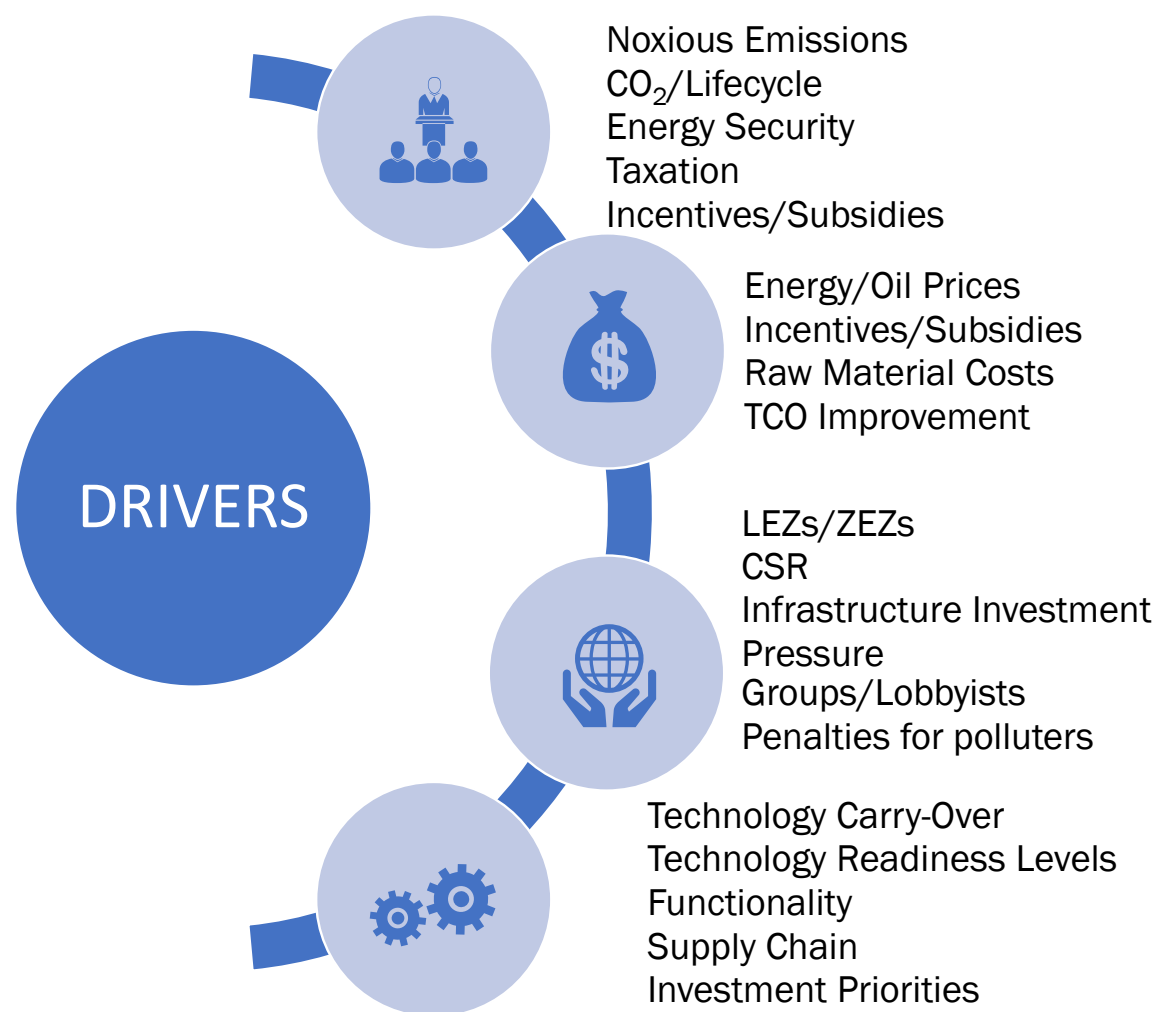 Noxious Emissions
CO₂/Lifecycle
Energy Security
Taxation
Incentives/Subsidies
Energy/Oil Prices
Incentives/Subsidies
Raw Material Costs
TCO Improvement
DRIVERS
LEZs/ZEZs
CSR
Infrastructure Investment
Pressure
Groups/Lobbyists
Penalties for polluters
Technology Carry-Over
Technology Readiness Levels
Functionality
Supply Chain
Investment Priorities